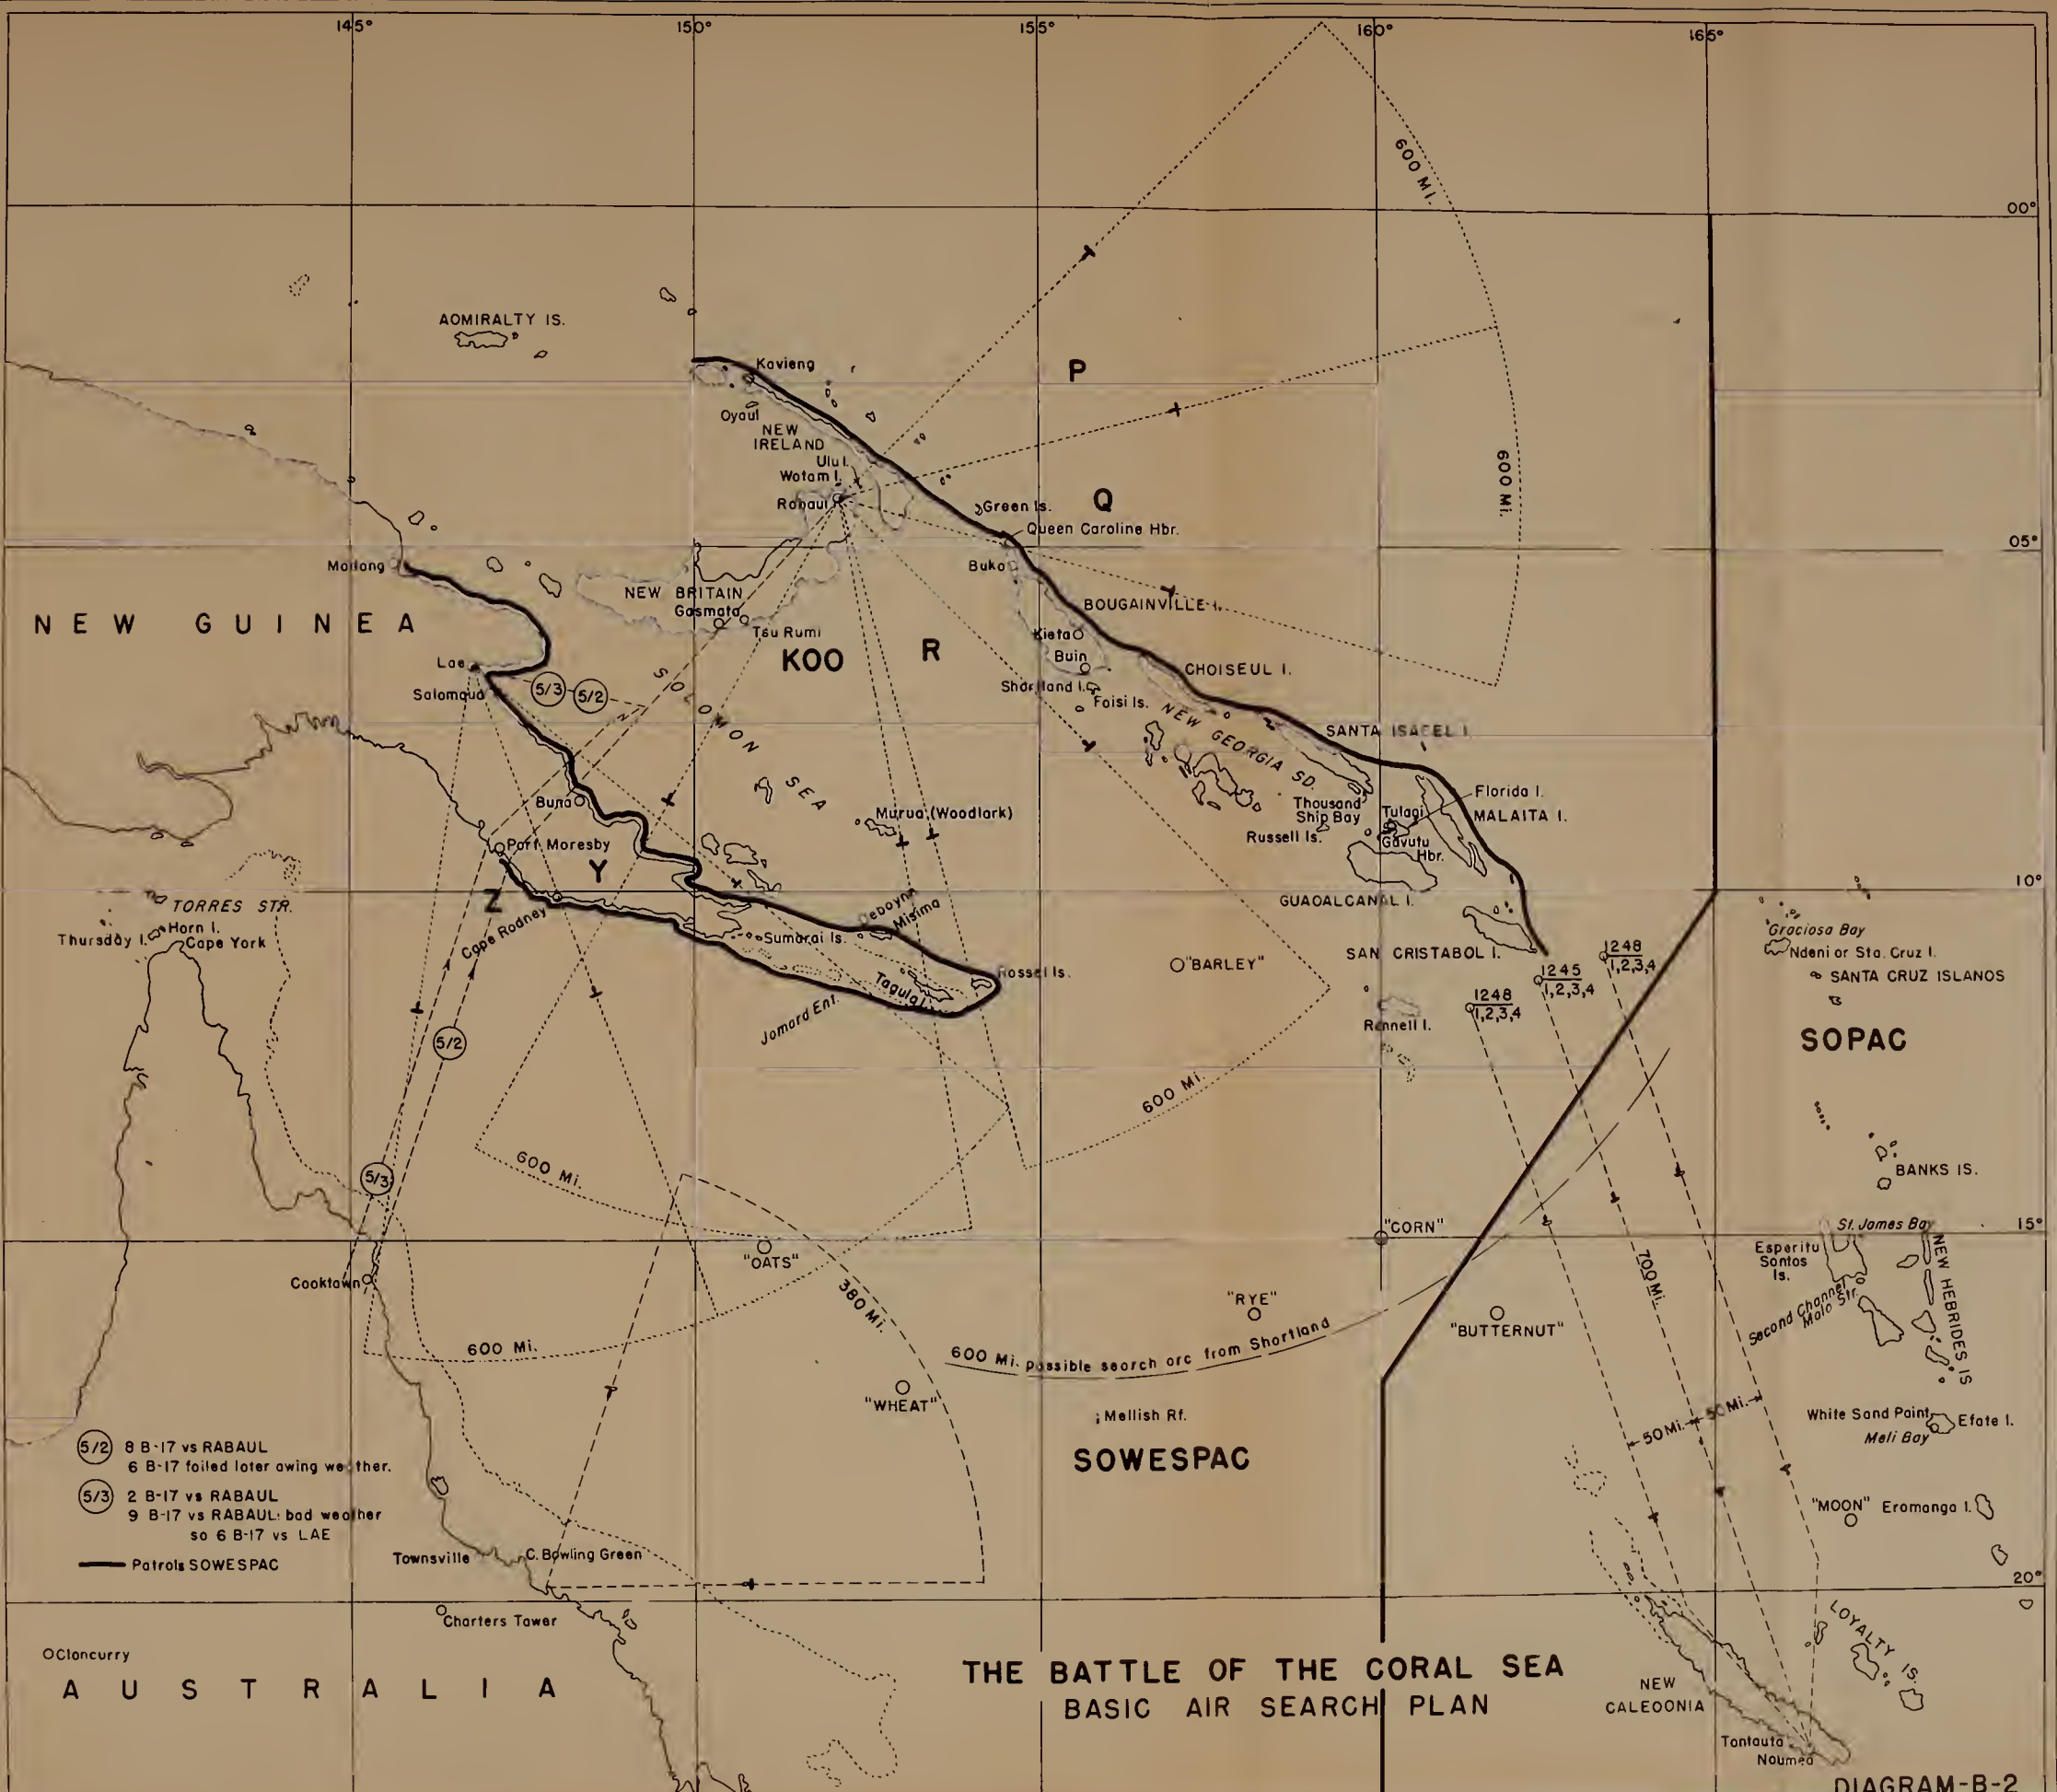 145°
150°
155°
160°
165°
600 Mi.
00°
AOMIRALTY IS.
Kavieng
P
Oyaul
NEW
IRELAND
Ulu I.
Wotam I.
Rabaul
600 Mi.
Green Is.
Q
Queen Caroline Hbr.
05°
Madang
Buka
NEW BRITAIN
Gasmata
Tsu Rumi
BOUGAINVILLE I.
NEW GUINEA
Kieta
KOO
R
Buin
Lae
CHOISEUL I.
Salamaua
5/3
5/2
Shortland I.
Foisi Is.
SOLOMON SEA
NEW GEORGIA SD.
SANTA ISABEL I.
Buna
Thousand
Ship Bay
Florida I.
Tulagi
MALAITA I.
Murua (Woodlark)
Russell Is.
Gavutu
Hbr.
Port Moresby
Y
Z
10°
GUAOALCANAL I.
TORRES STR.
Deboyne
Misima
Thursday I.
Horn I.
Cape York
Cape Rodney
Sumarai Is.
Graciosa Bay
Ndeni or Sta. Cruz I.
SAN CRISTABOL I.
1248
1,2,3,4
"BARLEY"
Rossel Is.
1245
1,2,3,4
SANTA CRUZ ISLANOS
Tagula I.
Jomard Ent.
1248
1,2,3,4
Rennell I.
SOPAC
5/2
600 Mi.
600 Mi.
5/3
BANKS IS.
"CORN"
St. James Bay
15°
"OATS"
Esperitu
Santos
Is.
NEW HEBRIDES IS
Cooktown
380 Mi.
700 Mi.
"RYE"
"BUTTERNUT"
Second Channel
Malo Str.
600 Mi.
600 Mi. possible search arc from Shortland
"WHEAT"
Mellish Rf.
50 Mi.
50 Mi.
White Sand Paint
Efate I.
Meli Bay
SOWESPAC
5/2 8 B-17 vs RABAUL
6 B-17 foiled later owing weather.
5/3 2 B-17 vs RABAUL
9 B-17 vs RABAUL: bad weather
so 6 B-17 vs LAE
Patrols SOWESPAC
"MOON"
Eromanga I.
Townsville
C. Bowling Green
20°
Charters Tower
LOYALTY IS.
Cloncurry
AUSTRALIA
THE BATTLE OF THE CORAL SEA
BASIC AIR SEARCH PLAN
NEW
CALEOONIA
Tontouta
Noumea
DIAGRAM-B-2